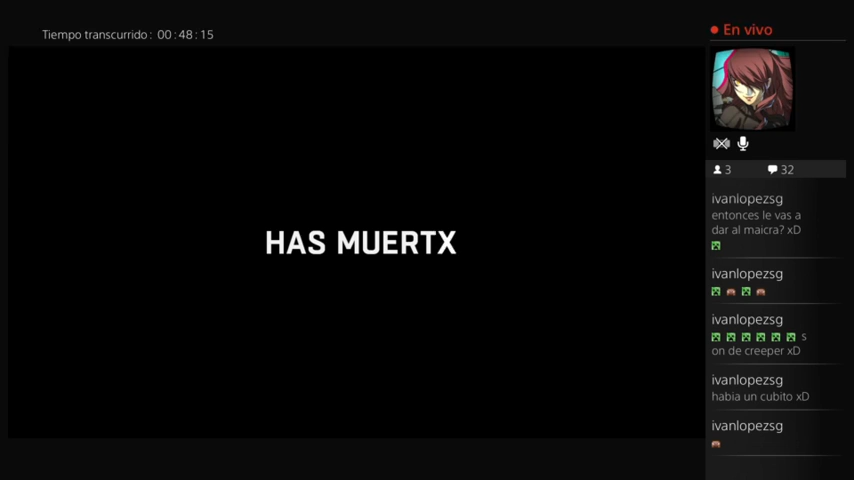 Tiempo transcurrido: 00:48:15
En vivo
3 32
ivanlopezsg
entonces le vas a
dar al maicra? xD
ivanlopezsg
ivanlopezsg
s
on de creeper xD
ivanlopezsg
habia un cubito xD
ivanlopezsg
HAS MUERTX